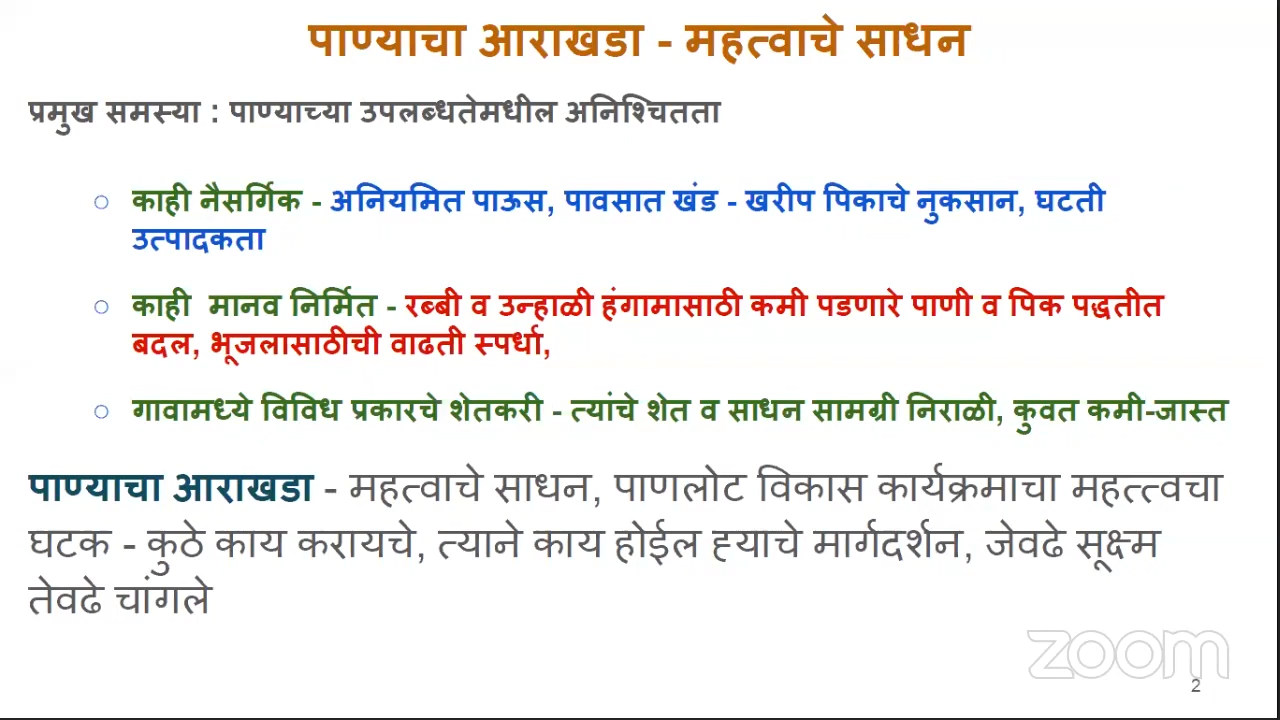 पाण्याचा आराखडा - महत्वाचे साधन
प्रमुख समस्या : पाण्याच्या उपलब्धतेमधील अनिश्चितता
○ काही नैसर्गिक - अनियमित पाऊस, पावसात खंड - खरीप पिकाचे नुकसान, घटती
उत्पादकता
○ काही मानव निर्मित - रब्बी व उन्हाळी हंगामासाठी कमी पडणारे पाणी व पिक पद्धतीत
बदल, भूजलासाठीची वाढती स्पर्धा,
○ गावामध्ये विविध प्रकारचे शेतकरी - त्यांचे शेत व साधन सामग्री निराळी, कुवत कमी-जास्त
पाण्याचा आराखडा - महत्वाचे साधन, पाणलोट विकास कार्यक्रमाचा महत्त्वचा
घटक - कुठे काय करायचे, त्याने काय होईल ह्याचे मार्गदर्शन, जेवढे सूक्ष्म
तेवढे चांगले
zoom
2